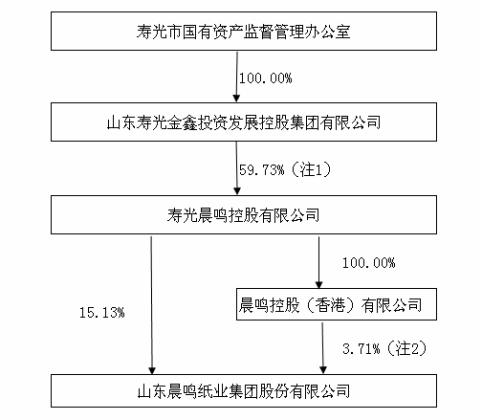 寿光市国有资产监督管理办公室
100.00%
山东寿光金鑫投资发展控股集团有限公司
59.73%（注1）
寿光晨鸣控股有限公司
100.00%
15.13%
晨鸣控股（香港）有限公司
3.71%（注2）
山东晨鸣纸业集团股份有限公司